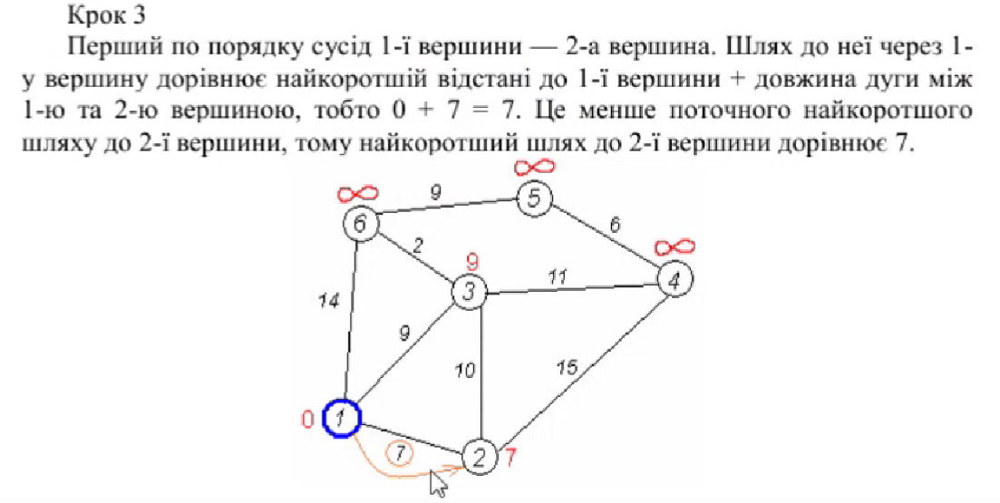 Крок 3
Перший по порядку сусід 1-ї вершини — 2-а вершина. Шлях до неї через 1-
у вершину дорівнює найкоротшій відстані до 1-ї вершини + довжина дуги між
1-ю та 2-ю вершиною, тобто 0 + 7 = 7. Це менше поточного найкоротшого
шляху до 2-ї вершини, тому найкоротший шлях до 2-ї вершини дорівнює 7.
∞
∞ 9 5
6 6
2 ∞
9
11 4
3
14
9
10 15
0 1
7 2 7